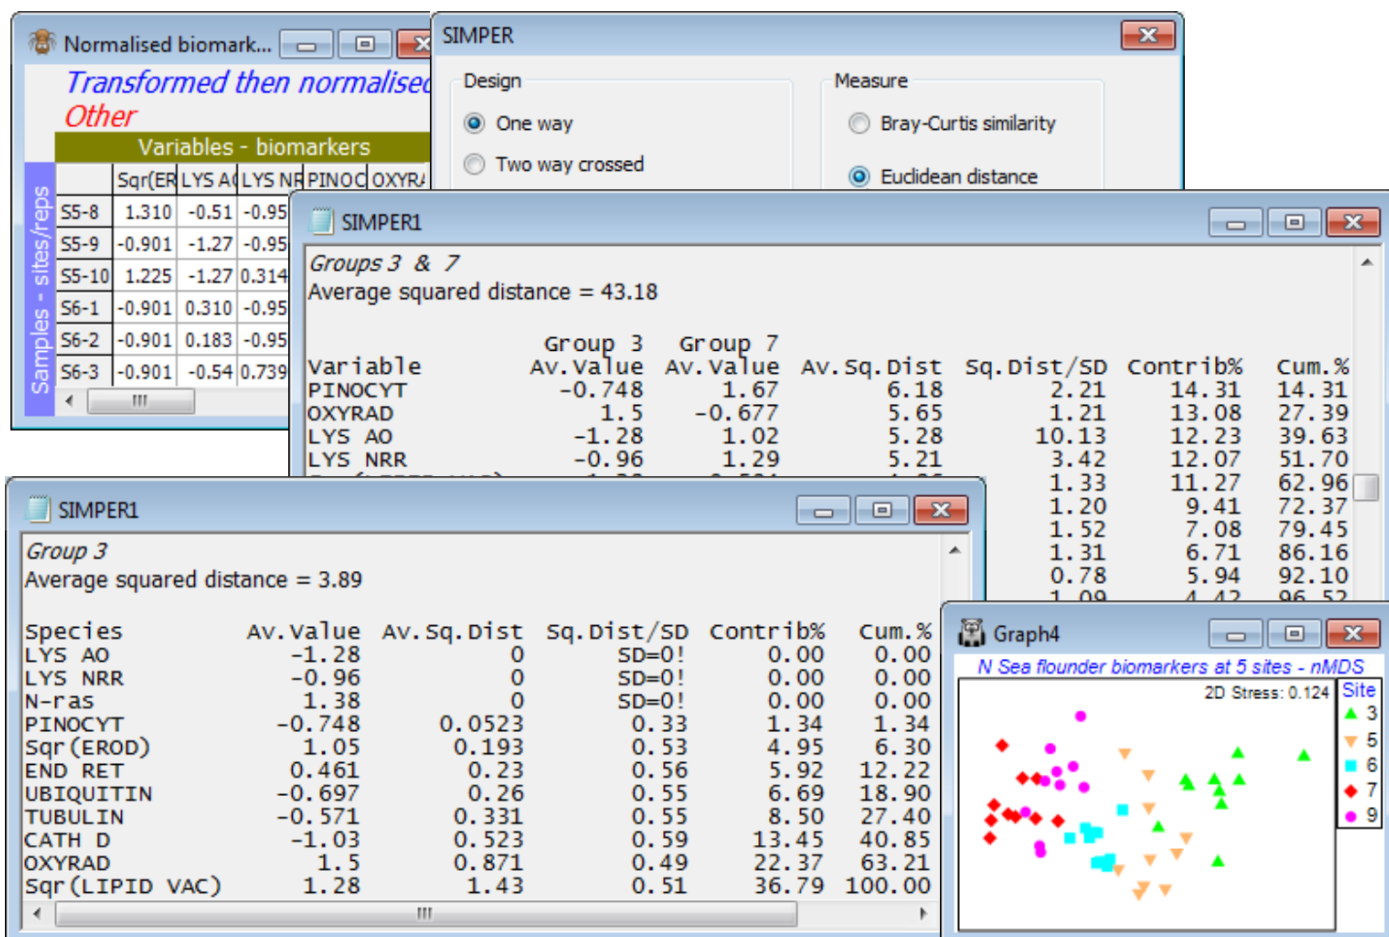 Normalised biomark...
Transformed then normalised
Other
Variables - biomarkers
Samples - sites/reps
Sqr(ER LYS A LYS NR PINOC OXYRA
S5-8 1.310 -0.51 -0.95
S5-9 -0.901 -1.27 -0.95
S5-10 1.225 -1.27 0.314
S6-1 -0.901 0.310 -0.95
S6-2 -0.901 0.183 -0.95
S6-3 -0.901 -0.54 0.739
SIMPER
Design Measure
One way Bray-Curtis similarity
Two way crossed Euclidean distance
SIMPER1
Groups 3 & 7
Average squared distance = 43.18
Group 3 Group 7
Variable Av.Value Av.Value Av.Sq.Dist Sq.Dist/SD Contrib% Cum.%
PINOCYT -0.748 1.67 6.18 2.21 14.31 14.31
OXYRAD 1.5 -0.677 5.65 1.21 13.08 27.39
LYS AO -1.28 1.02 5.28 10.13 12.23 39.63
LYS NRR -0.96 1.29 5.21 3.42 12.07 51.70
1.33 11.27 62.96
1.20 9.41 72.37
1.52 7.08 79.45
1.31 6.71 86.16
0.78 5.94 92.10
1.09 4.42 96.52
SIMPER1
Group 3
Average squared distance = 3.89
Species Av.Value Av.Sq.Dist Sq.Dist/SD Contrib% Cum.%
LYS AO -1.28 0 SD=0! 0.00 0.00
LYS NRR -0.96 0 SD=0! 0.00 0.00
N-ras 1.38 0 SD=0! 0.00 0.00
PINOCYT -0.748 0.0523 0.33 1.34 1.34
Sqr(EROD) 1.05 0.193 0.53 4.95 6.30
END RET 0.461 0.23 0.56 5.92 12.22
UBIQUITIN -0.697 0.26 0.55 6.69 18.90
TUBULIN -0.571 0.331 0.55 8.50 27.40
CATH D -1.03 0.523 0.59 13.45 40.85
OXYRAD 1.5 0.871 0.49 22.37 63.21
Sqr(LIPID VAC) 1.28 1.43 0.51 36.79 100.00
Graph4
N Sea flounder biomarkers at 5 sites - nMDS
2D Stress: 0.124
Site
3
5
6
7
9